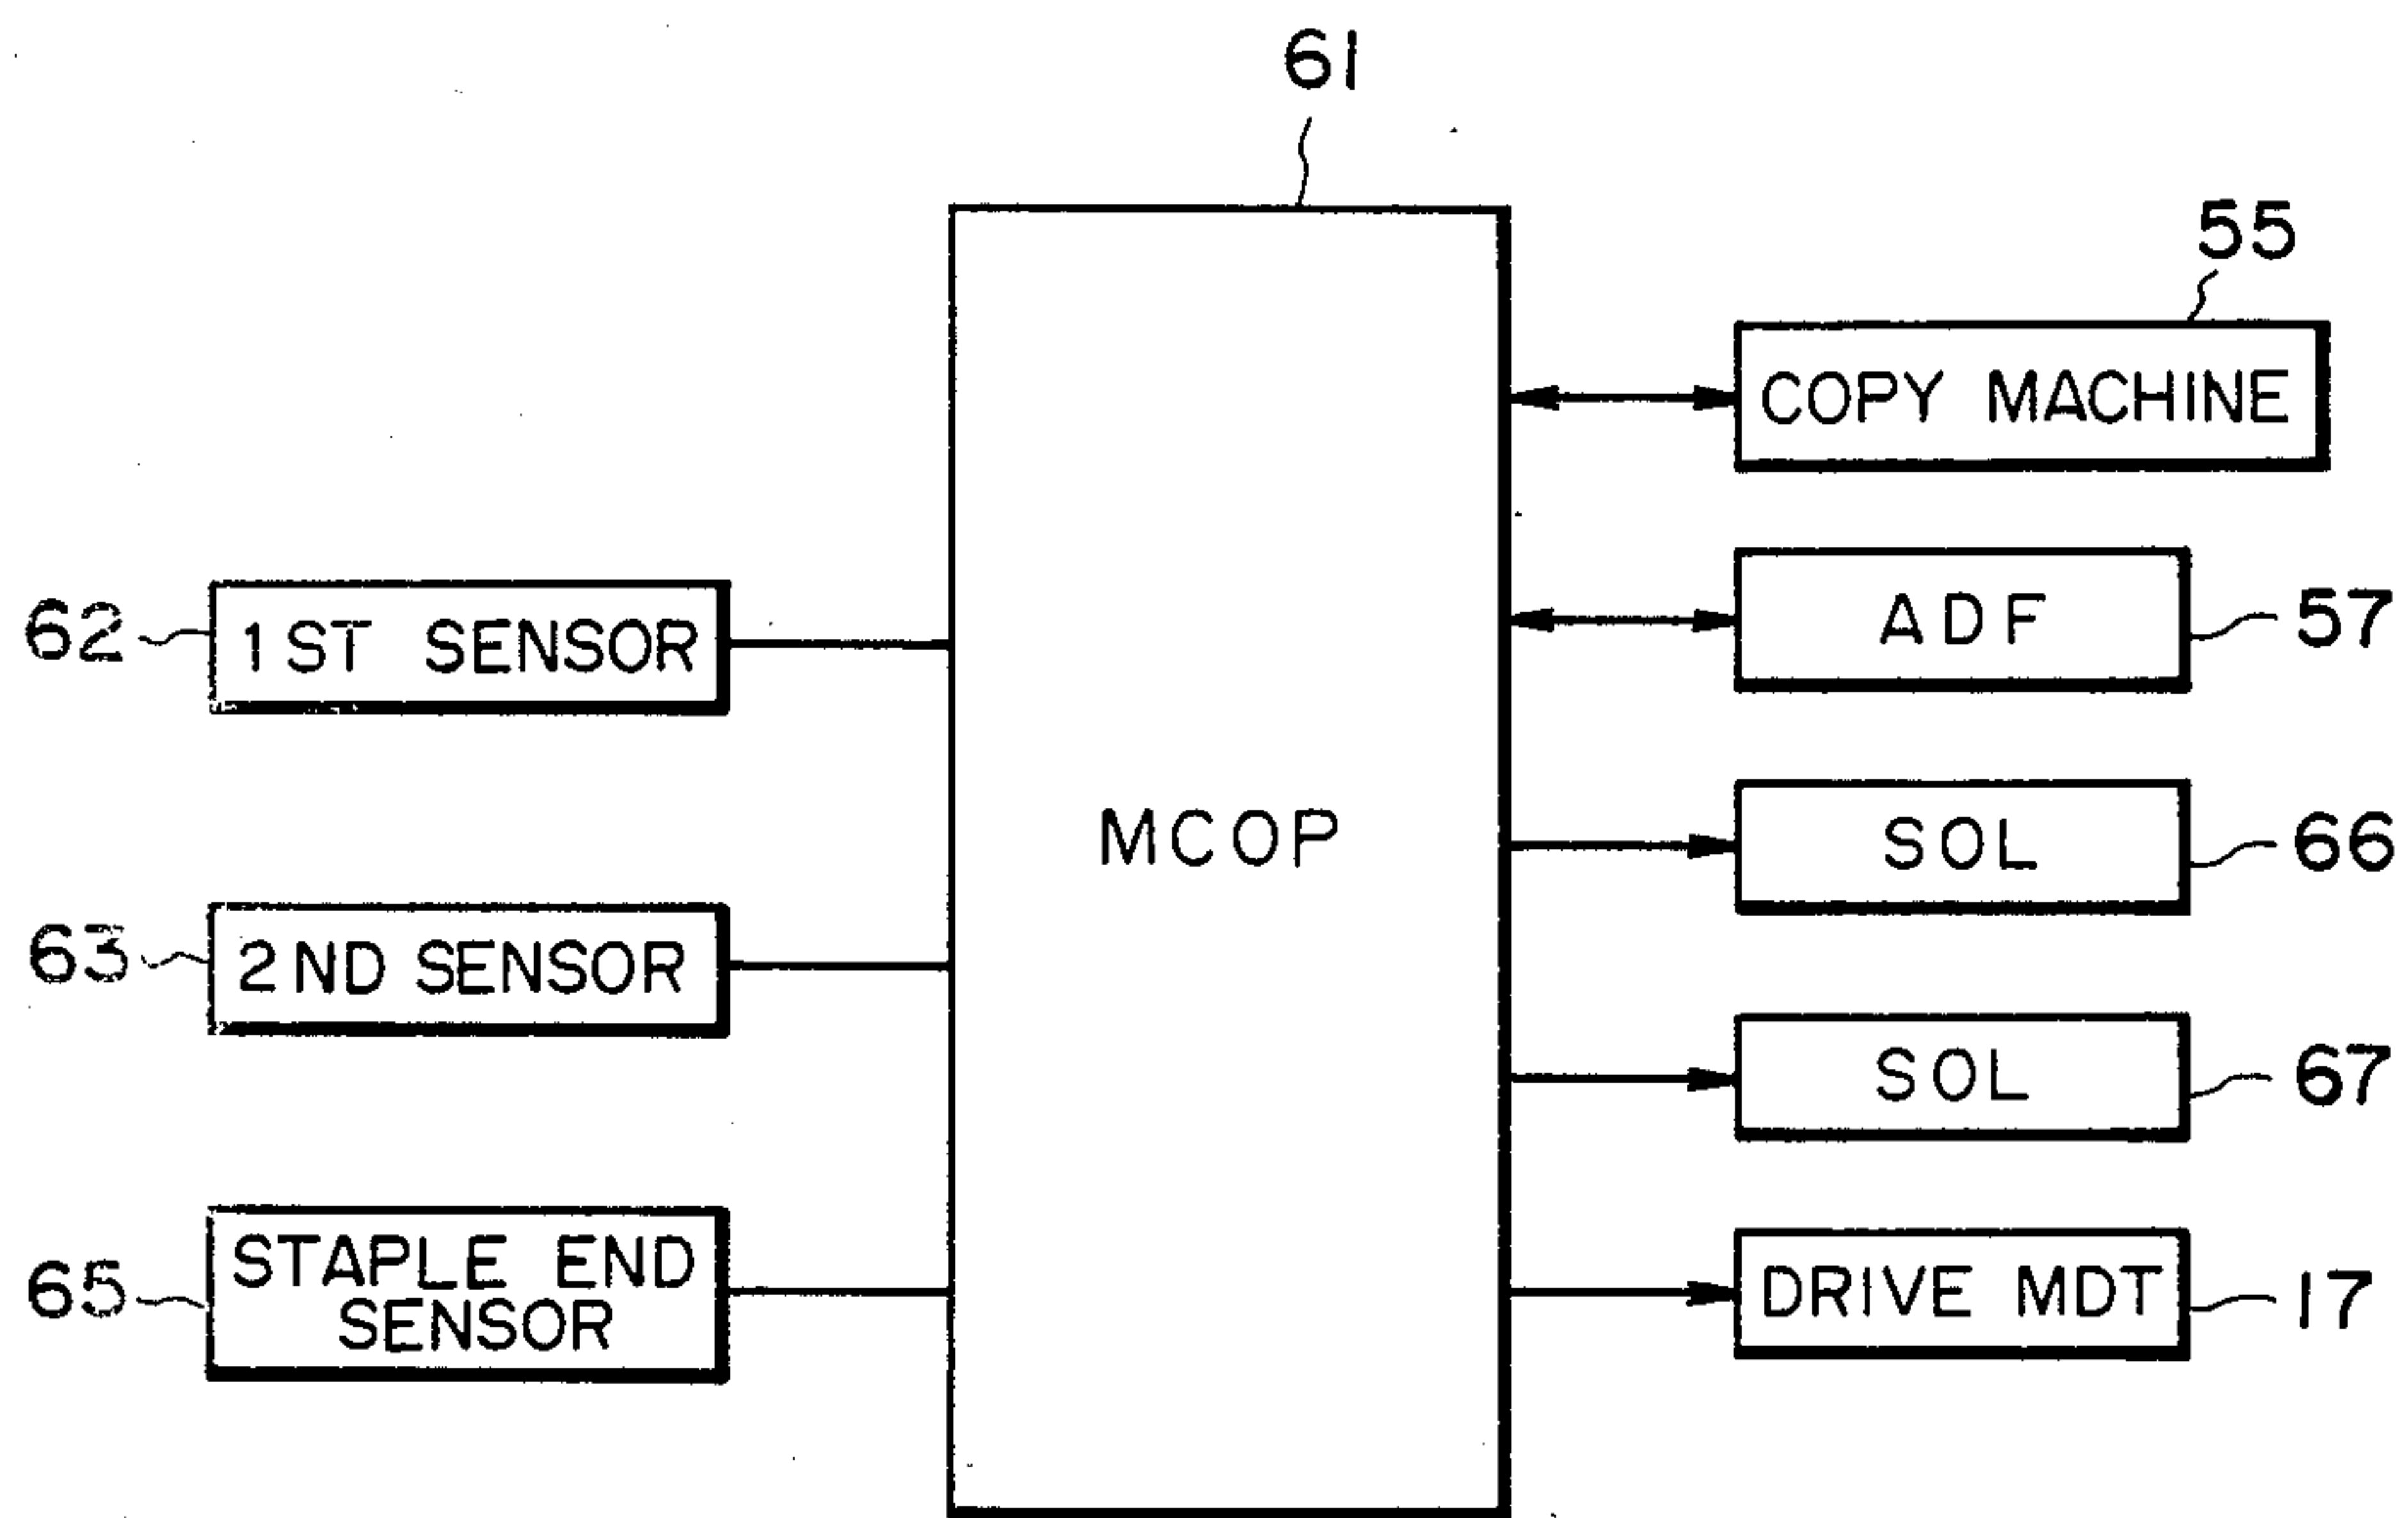 61
55
COPY MACHINE
62
1ST SENSOR
ADF
57
MCOP
SOL
66
63
2ND SENSOR
SOL
67
65
STAPLE END
SENSOR
DRIVE MDT
17